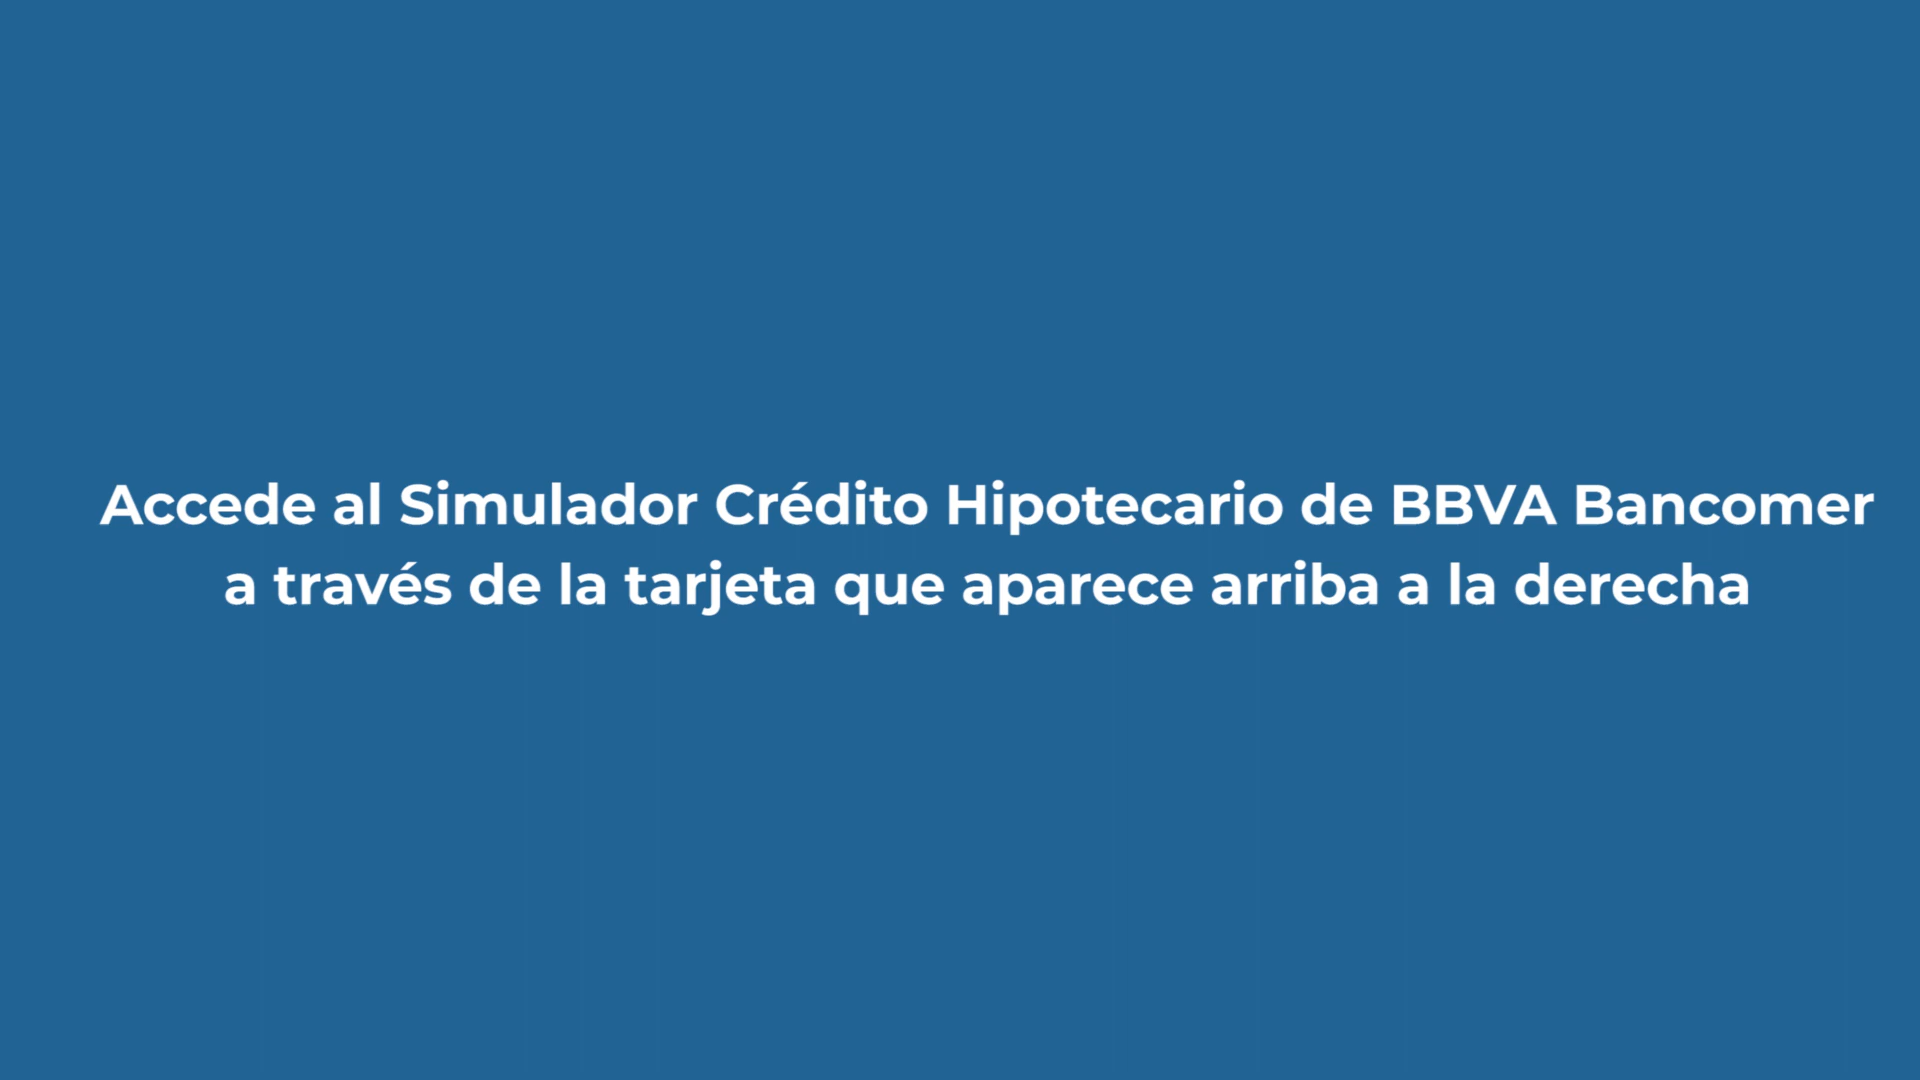 Accede al Simulador Crédito Hipotecario de BBVA Bancomer
a través de la tarjeta que aparece arriba a la derecha